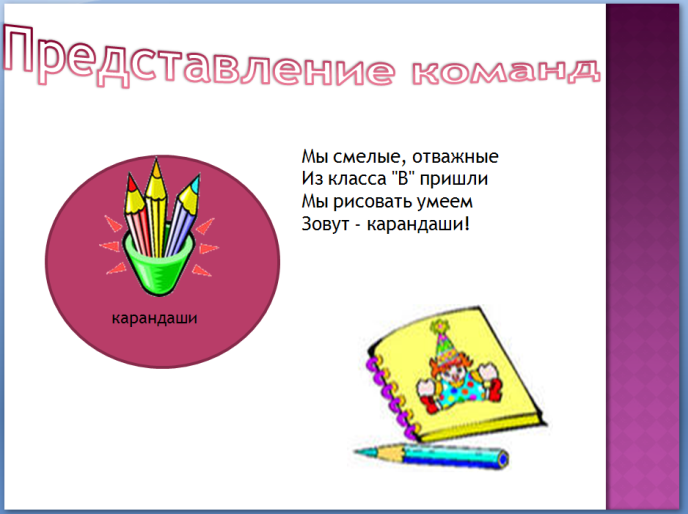 Представление команд
Мы смелые, отважные
Из класса "В" пришли
Мы рисовать умеем
Зовут - карандаши!
карандаши